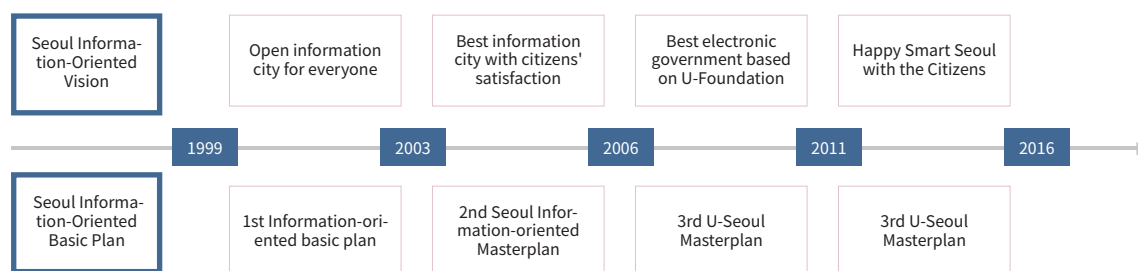 Seoul Informa-
tion-Oriented
Vision
Open information
city for everyone
Best information
city with citizens'
satisfaction
Best electronic
government based
on U-Foundation
Happy Smart Seoul
with the Citizens
1999
2003
2006
2011
2016
Seoul Informa-
tion-Oriented
Basic Plan
1st Information-ori-
ented basic plan
2nd Seoul Infor-
mation-oriented
Masterplan
3rd U-Seoul
Masterplan
3rd U-Seoul
Masterplan